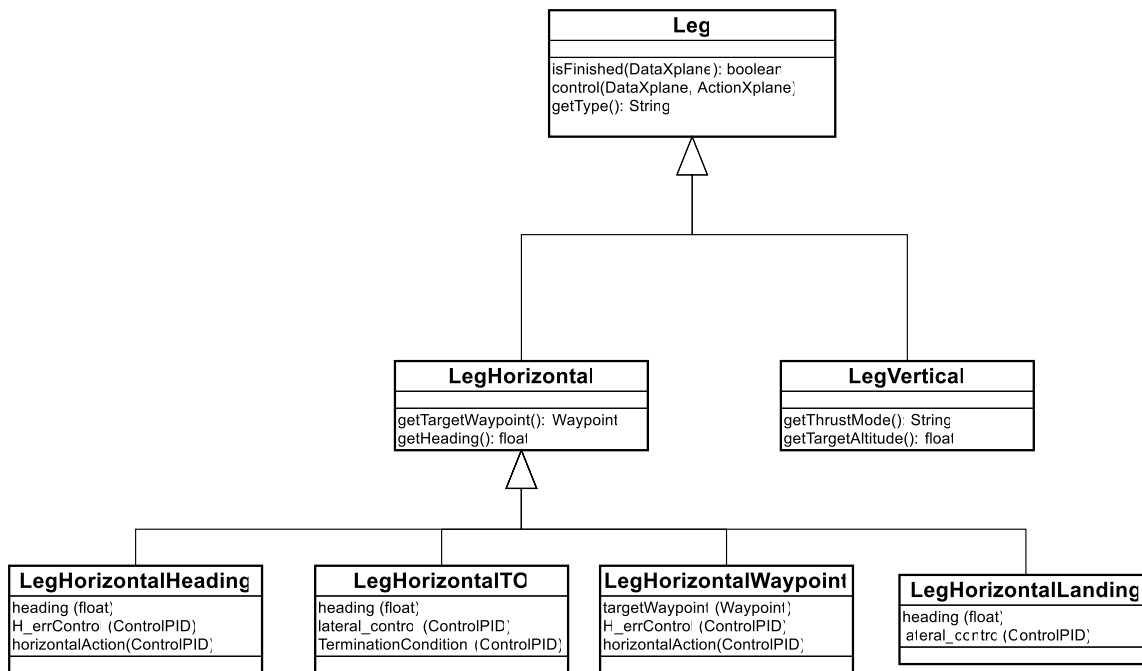 Leg
isFinished(DataXplane): boolean
control(DataXplane, ActionXplane)
getType(): String
LegHorizontal
getTargetWaypoint(): Waypoint
getHeading(): float
LegVertical
getThrustMode(): String
getTargetAltitude(): float
LegHorizontalHeading
heading (float)
H_errControl (ControlPID)
horizontalAction(ControlPID)
LegHorizontalTO
heading (float)
lateral_control (ControlPID)
TerminationCondition (ControlPID)
LegHorizontalWaypoint
targetWaypoint (Waypoint)
H_errControl (ControlPID)
horizontalAction(ControlPID)
LegHorizontalLanding
heading (float)
lateral_control (ControlPID)